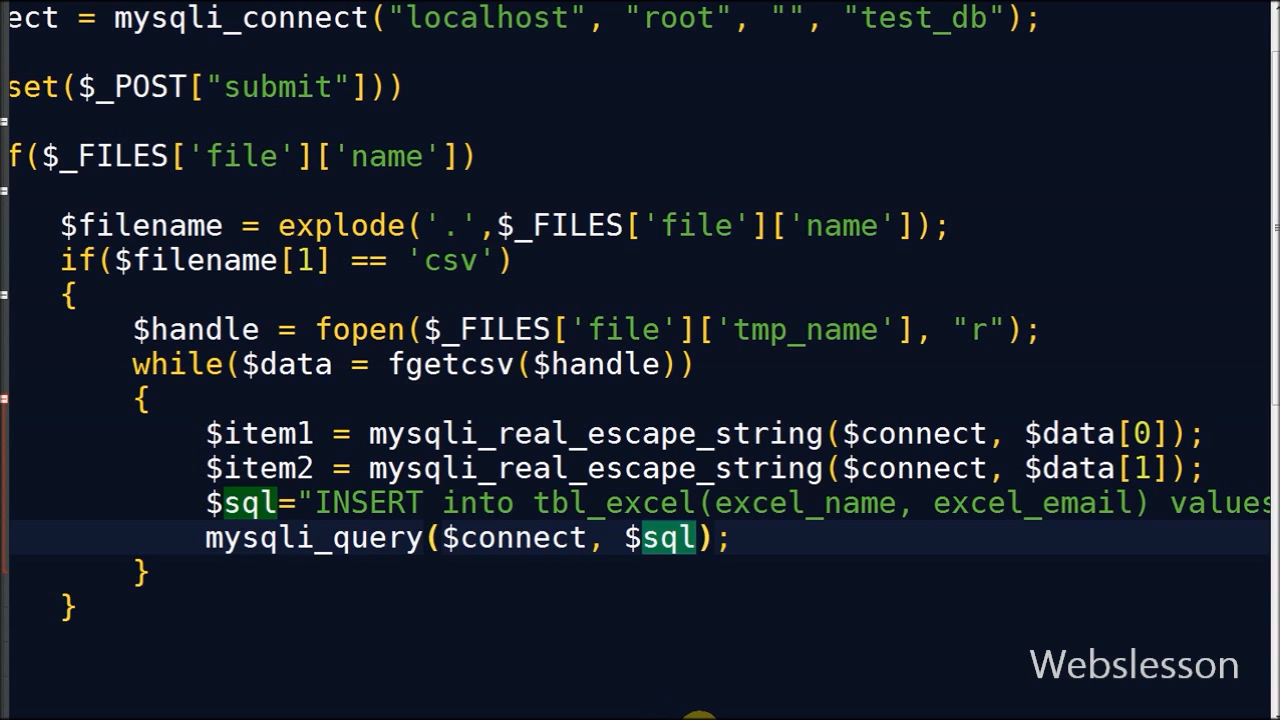 ect = mysqli_connect("localhost", "root", "", "test_db");
set($_POST["submit"]))
f($_FILES['file']['name'])
$filename = explode('.',$_FILES['file']['name']);
if($filename[1] == 'csv')
{
$handle = fopen($_FILES['file']['tmp_name'], "r");
while($data = fgetcsv($handle))
{
$item1 = mysqli_real_escape_string($connect, $data[0]);
$item2 = mysqli_real_escape_string($connect, $data[1]);
$sql="INSERT into tbl_excel(excel_name, excel_email) values
mysqli_query($connect, $sql);
}
}
Webslesson